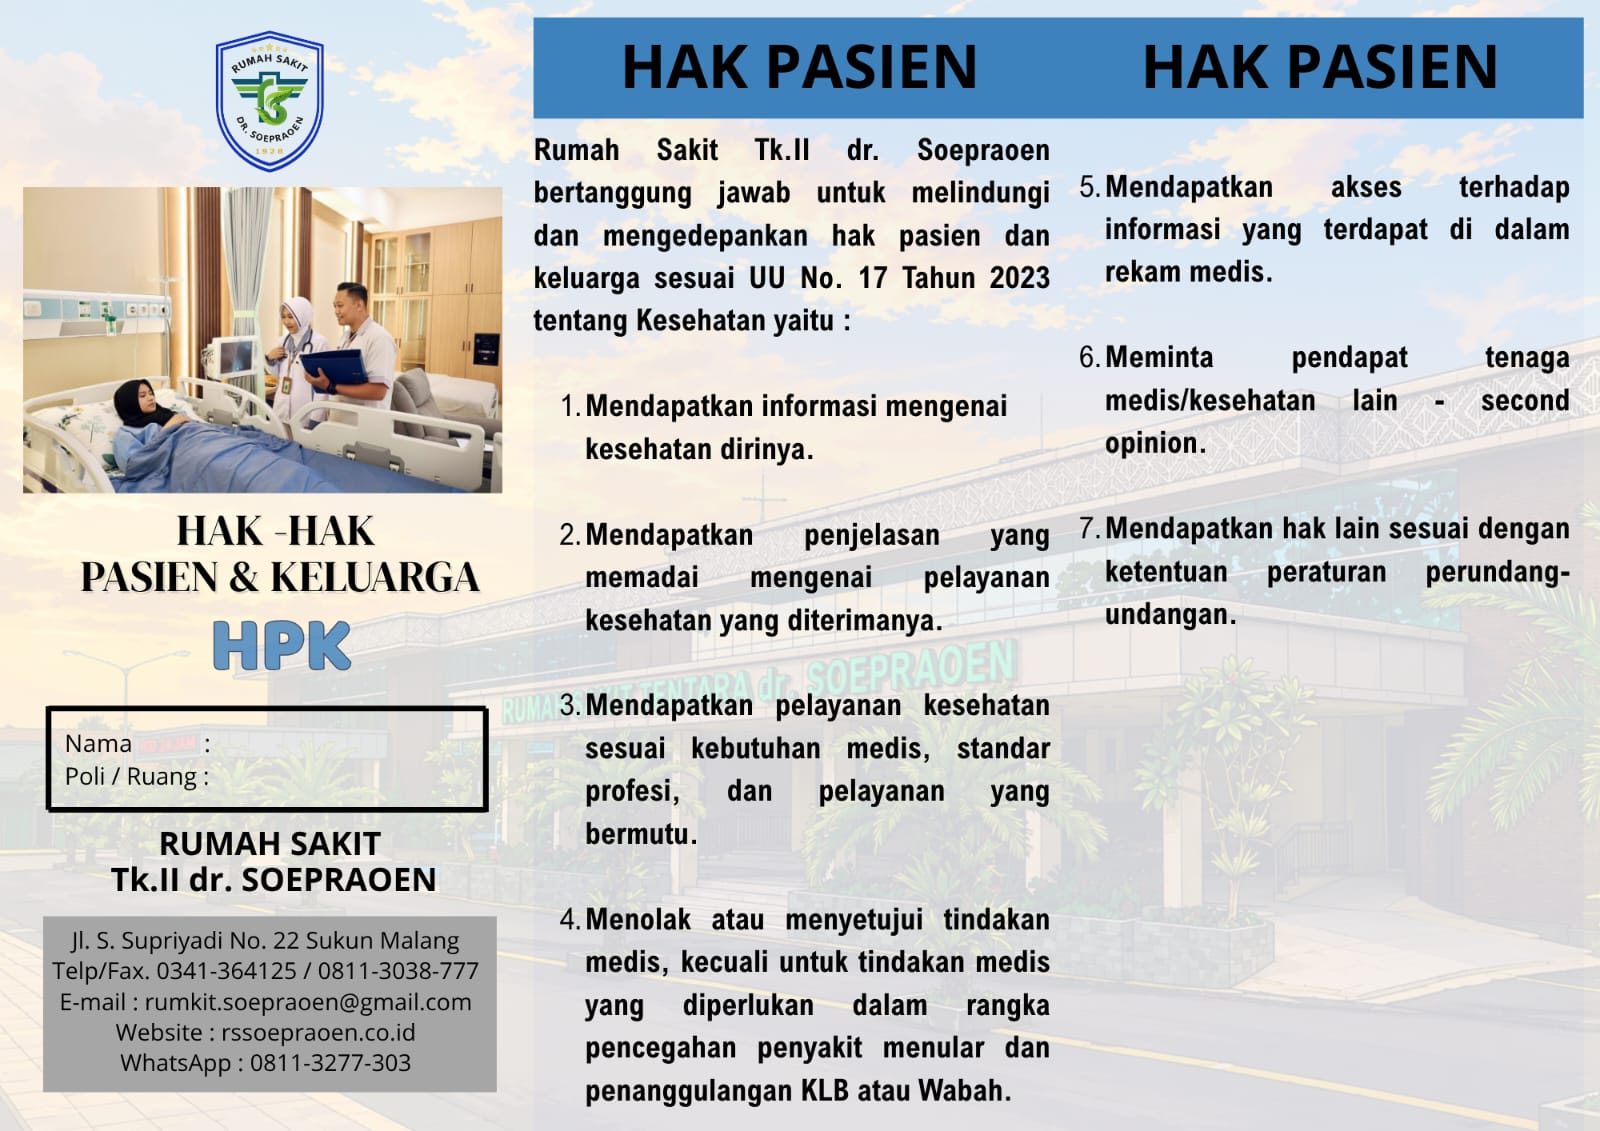 RUMAH SAKIT
DR. SOEPRAOEN
1928
HAK -HAK
PASIEN & KELUARGA
HPK
Nama :
Poli / Ruang :
RUMAH SAKIT
Tk.II dr. SOEPRAOEN
Jl. S. Supriyadi No. 22 Sukun Malang
Telp/Fax. 0341-364125 / 0811-3038-777
E-mail : rumkit.soepraoen@gmail.com
Website : rssoepraoen.co.id
WhatsApp : 0811-3277-303
HAK PASIEN
Rumah Sakit Tk.II dr. Soepraoen
bertanggung jawab untuk melindungi
dan mengedepankan hak pasien dan
keluarga sesuai UU No. 17 Tahun 2023
tentang Kesehatan yaitu :
1. Mendapatkan informasi mengenai
kesehatan dirinya.
2. Mendapatkan penjelasan yang
memadai mengenai pelayanan
kesehatan yang diterimanya.
3. Mendapatkan pelayanan kesehatan
sesuai kebutuhan medis, standar
profesi, dan pelayanan yang
bermutu.
4. Menolak atau menyetujui tindakan
medis, kecuali untuk tindakan medis
yang diperlukan dalam rangka
pencegahan penyakit menular dan
penanggulangan KLB atau Wabah.
HAK PASIEN
5. Mendapatkan akses terhadap
informasi yang terdapat di dalam
rekam medis.
6. Meminta pendapat tenaga
medis/kesehatan lain - second
opinion.
7. Mendapatkan hak lain sesuai dengan
ketentuan peraturan perundang-
undangan.
RUMAH SAKIT TENTARA dr. SOEPRAOEN